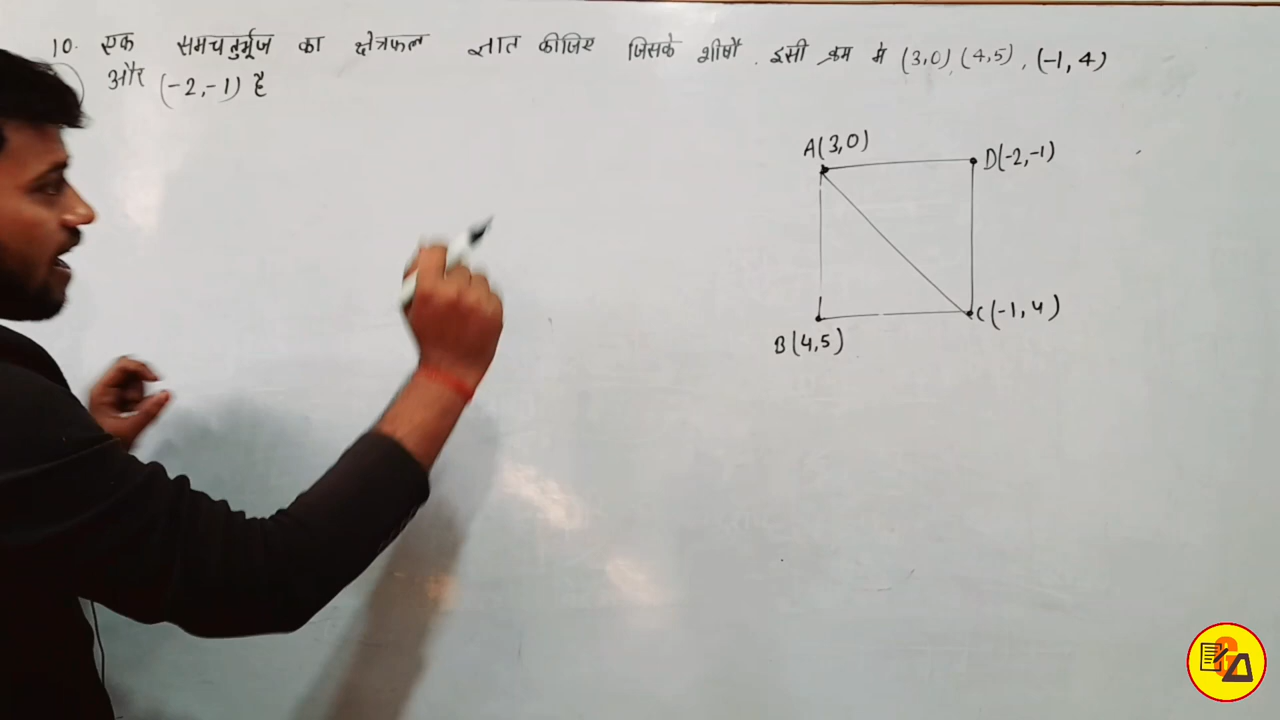 10. एक समचतुर्भुज का क्षेत्रफल ज्ञात कीजिए जिसके शीर्षो, इसी क्रम मे (3,0) (4,5), (-1, 4)
और (-2,-1) है
A(3,0)
D(-2,-1)
C(-1, 4)
B(4,5)